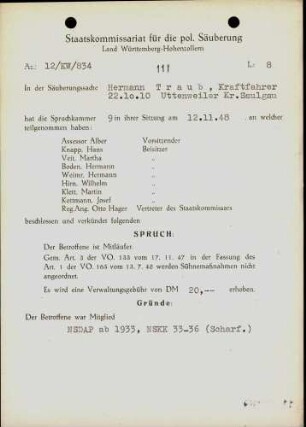 Staatskommissariat für die pol. Säuberung
Land Württemberg-Hohenzollern
Az: 12/KW/834
111
L: 8
In der Säuberungssache Hermann Traub, Kraftfahrer
22.10.10 Uttenweiler Kr.Saulgau
hat die Spruchkammer 9 in ihrer Sitzung am 12.11.48 an welcher
teilgenommen haben:
Assessor Alber Vorsitzender
Knapp, Hans Beisitzer
Veit, Martha "
Boden, Hermann "
Weimer, Hermann "
Hirn, Wilhelm "
Klett, Martin "
Kettmann, Josef "
Reg.Ang. Otto Hager Vertreter des Staatskommissars
beschlossen und verkündet folgenden
SPRUCH:
Der Betroffene ist Mitläufer
Gem. Art. 3 der VO. 133 vom 17. 11. 47 in der Fassung des
Art. 1 der VO. 165 vom 13. 7. 48 werden Sühnemaßnahmen nicht
angeordnet.
Es wird eine Verwaltungsgebühr von DM 20,-- erhoben.
Gründe:
Der Betroffene war Mitglied
NSDAP ab 1933, NSKK 33-36 (Scharf.)